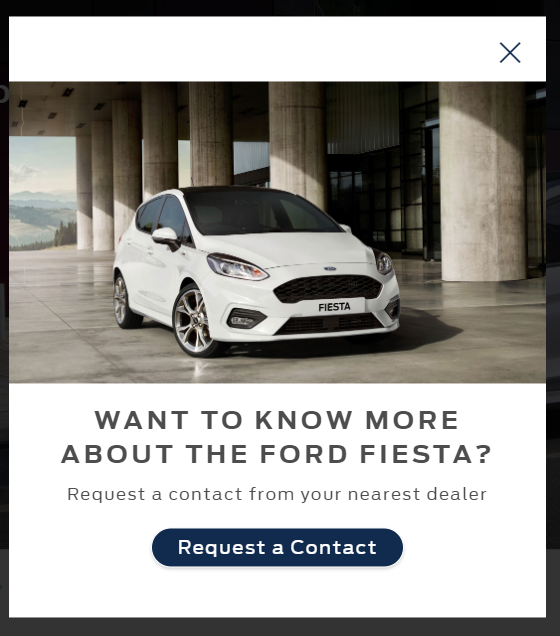 FIESTA
WANT TO KNOW MORE
ABOUT THE FORD FIESTA?
Request a contact from your nearest dealer
Request a Contact